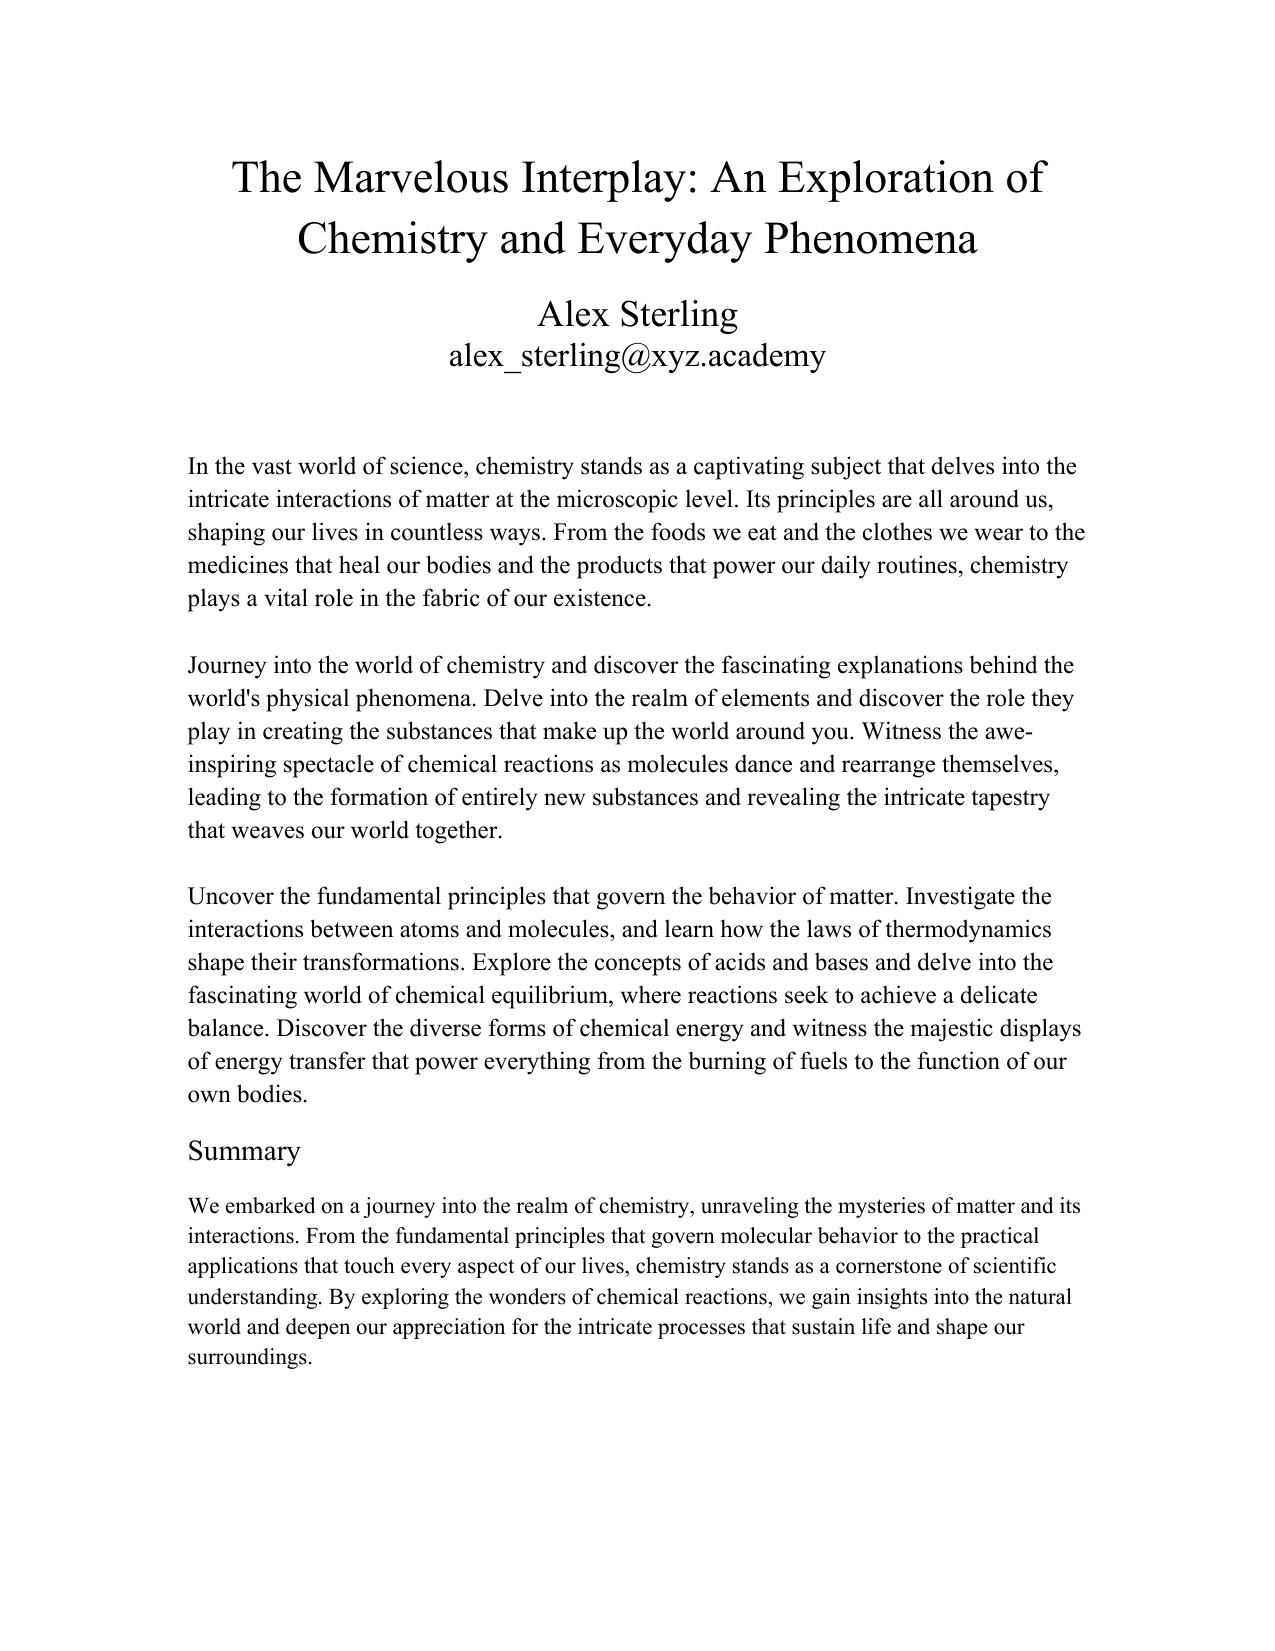 The Marvelous Interplay: An Exploration of
Chemistry and Everyday Phenomena
Alex Sterling
alex_sterling@xyz.academy
In the vast world of science, chemistry stands as a captivating subject that delves into the
intricate interactions of matter at the microscopic level. Its principles are all around us,
shaping our lives in countless ways. From the foods we eat and the clothes we wear to the
medicines that heal our bodies and the products that power our daily routines, chemistry
plays a vital role in the fabric of our existence.
Journey into the world of chemistry and discover the fascinating explanations behind the
world's physical phenomena. Delve into the realm of elements and discover the role they
play in creating the substances that make up the world around you. Witness the awe-
inspiring spectacle of chemical reactions as molecules dance and rearrange themselves,
leading to the formation of entirely new substances and revealing the intricate tapestry
that weaves our world together.
Uncover the fundamental principles that govern the behavior of matter. Investigate the
interactions between atoms and molecules, and learn how the laws of thermodynamics
shape their transformations. Explore the concepts of acids and bases and delve into the
fascinating world of chemical equilibrium, where reactions seek to achieve a delicate
balance. Discover the diverse forms of chemical energy and witness the majestic displays
of energy transfer that power everything from the burning of fuels to the function of our
own bodies.
Summary
We embarked on a journey into the realm of chemistry, unraveling the mysteries of matter and its
interactions. From the fundamental principles that govern molecular behavior to the practical
applications that touch every aspect of our lives, chemistry stands as a cornerstone of scientific
understanding. By exploring the wonders of chemical reactions, we gain insights into the natural
world and deepen our appreciation for the intricate processes that sustain life and shape our
surroundings.